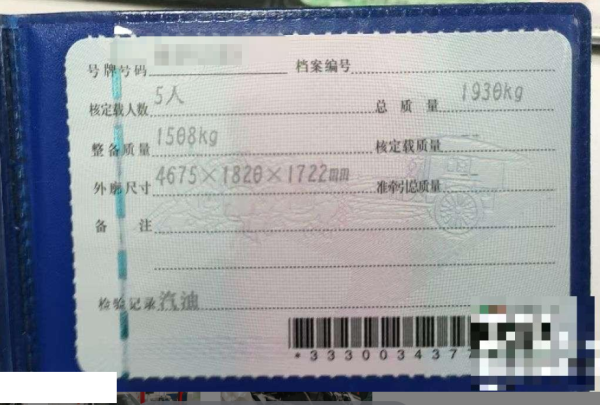 号牌号码 档案编号
核定载人数 5人 总质量 1930kg
整备质量 1508kg 核定载质量
外廓尺寸 4675×1820×1722mm 准牵引总质量
备注
检验记录 汽油
*333003437